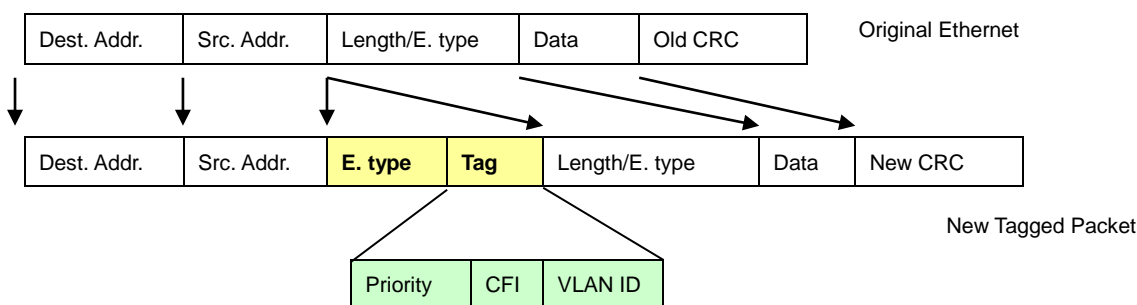 Dest. Addr. Src. Addr. Length/E. type Data Old CRC Original Ethernet
Dest. Addr. Src. Addr. E. type Tag Length/E. type Data New CRC
New Tagged Packet
Priority CFI VLAN ID